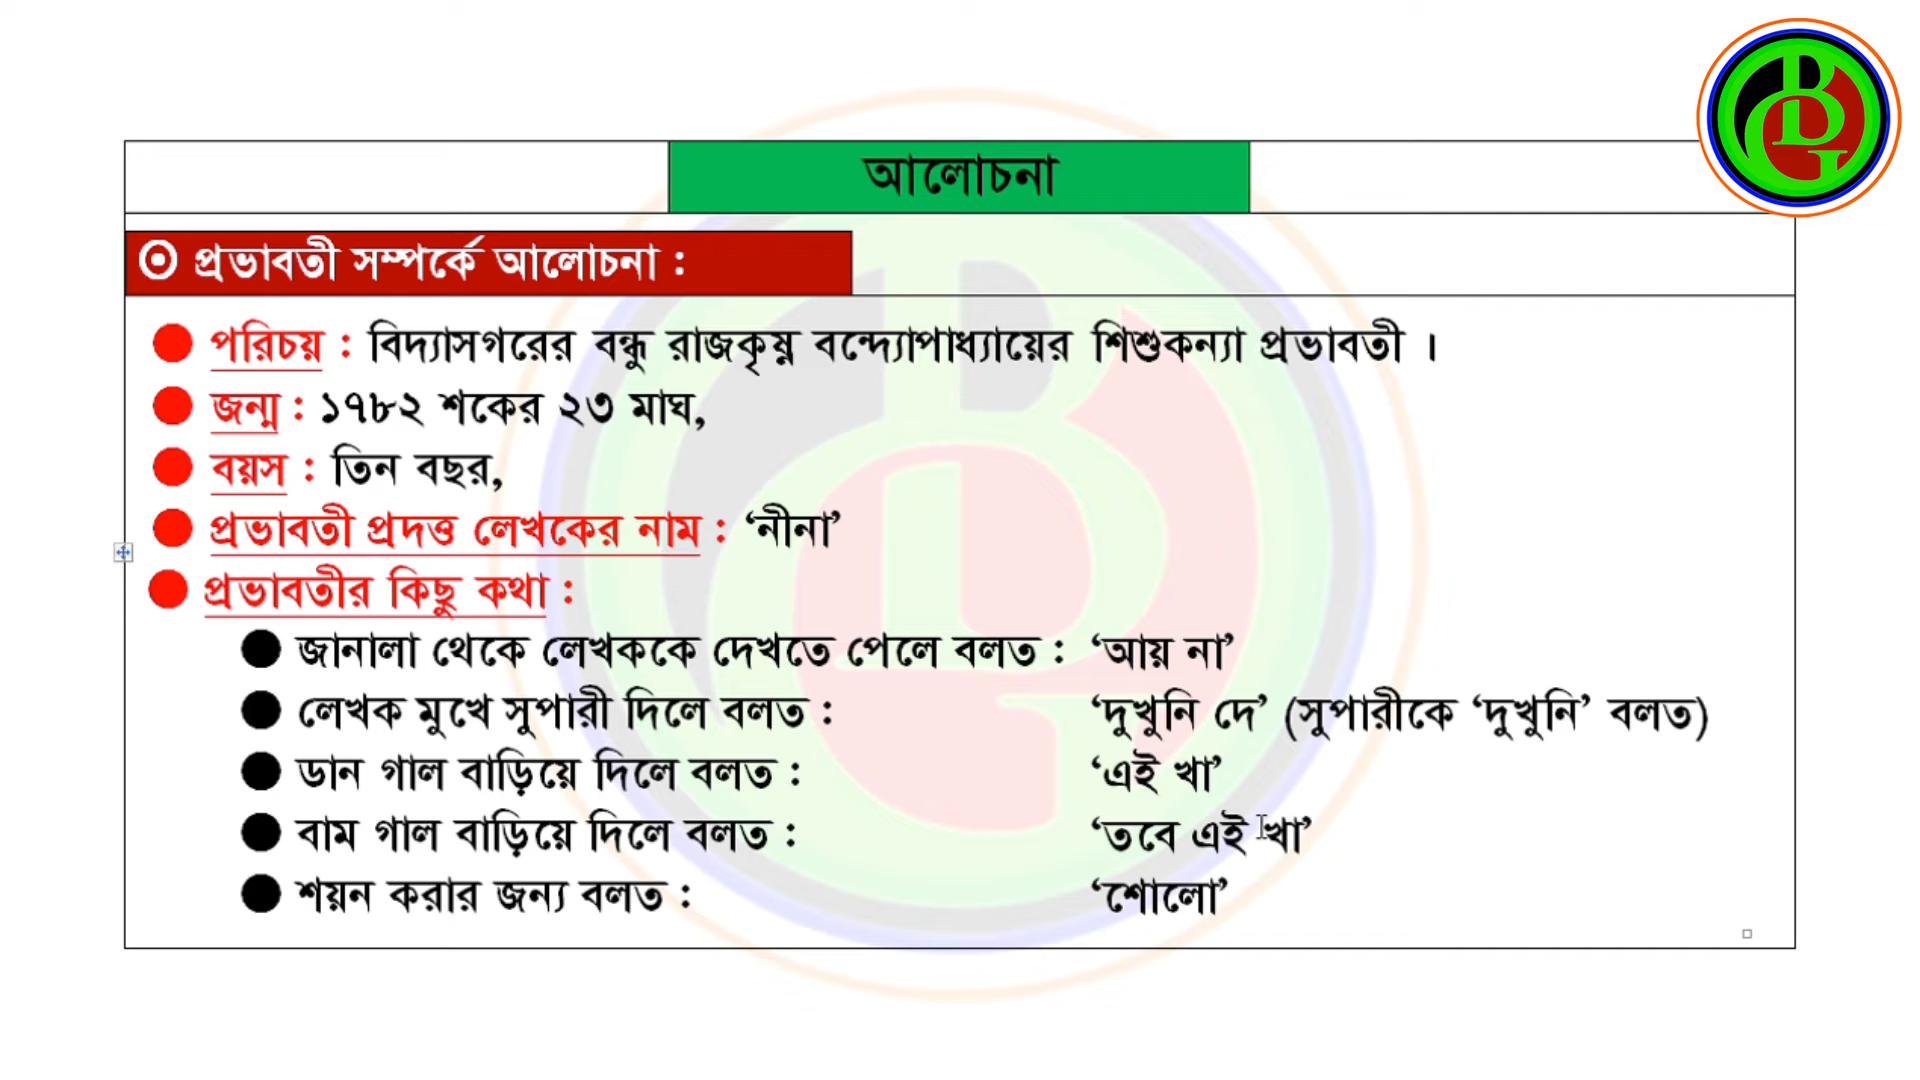 আলোচনা
প্রভাবতী সম্পর্কে আলোচনা :
পরিচয় : বিদ্যাসগরের বন্ধু রাজকৃষ্ণ বন্দ্যোপাধ্যায়ের শিশুকন্যা প্রভাবতী ।
জন্ম : ১৭৮২ শকের ২৩ মাঘ,
বয়স : তিন বছর,
প্রভাবতী প্রদত্ত লেখকের নাম : ‘নীনা’
প্রভাবতীর কিছু কথা :
জানালা থেকে লেখককে দেখতে পেলে বলত : ‘আয় না’
লেখক মুখে সুপারী দিলে বলত : ‘দুখুনি দে’ (সুপারীকে ‘দুখুনি’ বলত)
ডান গাল বাড়িয়ে দিলে বলত : ‘এই খা’
বাম গাল বাড়িয়ে দিলে বলত : ‘তবে এই খা’
শয়ন করার জন্য বলত : ‘শোলো’